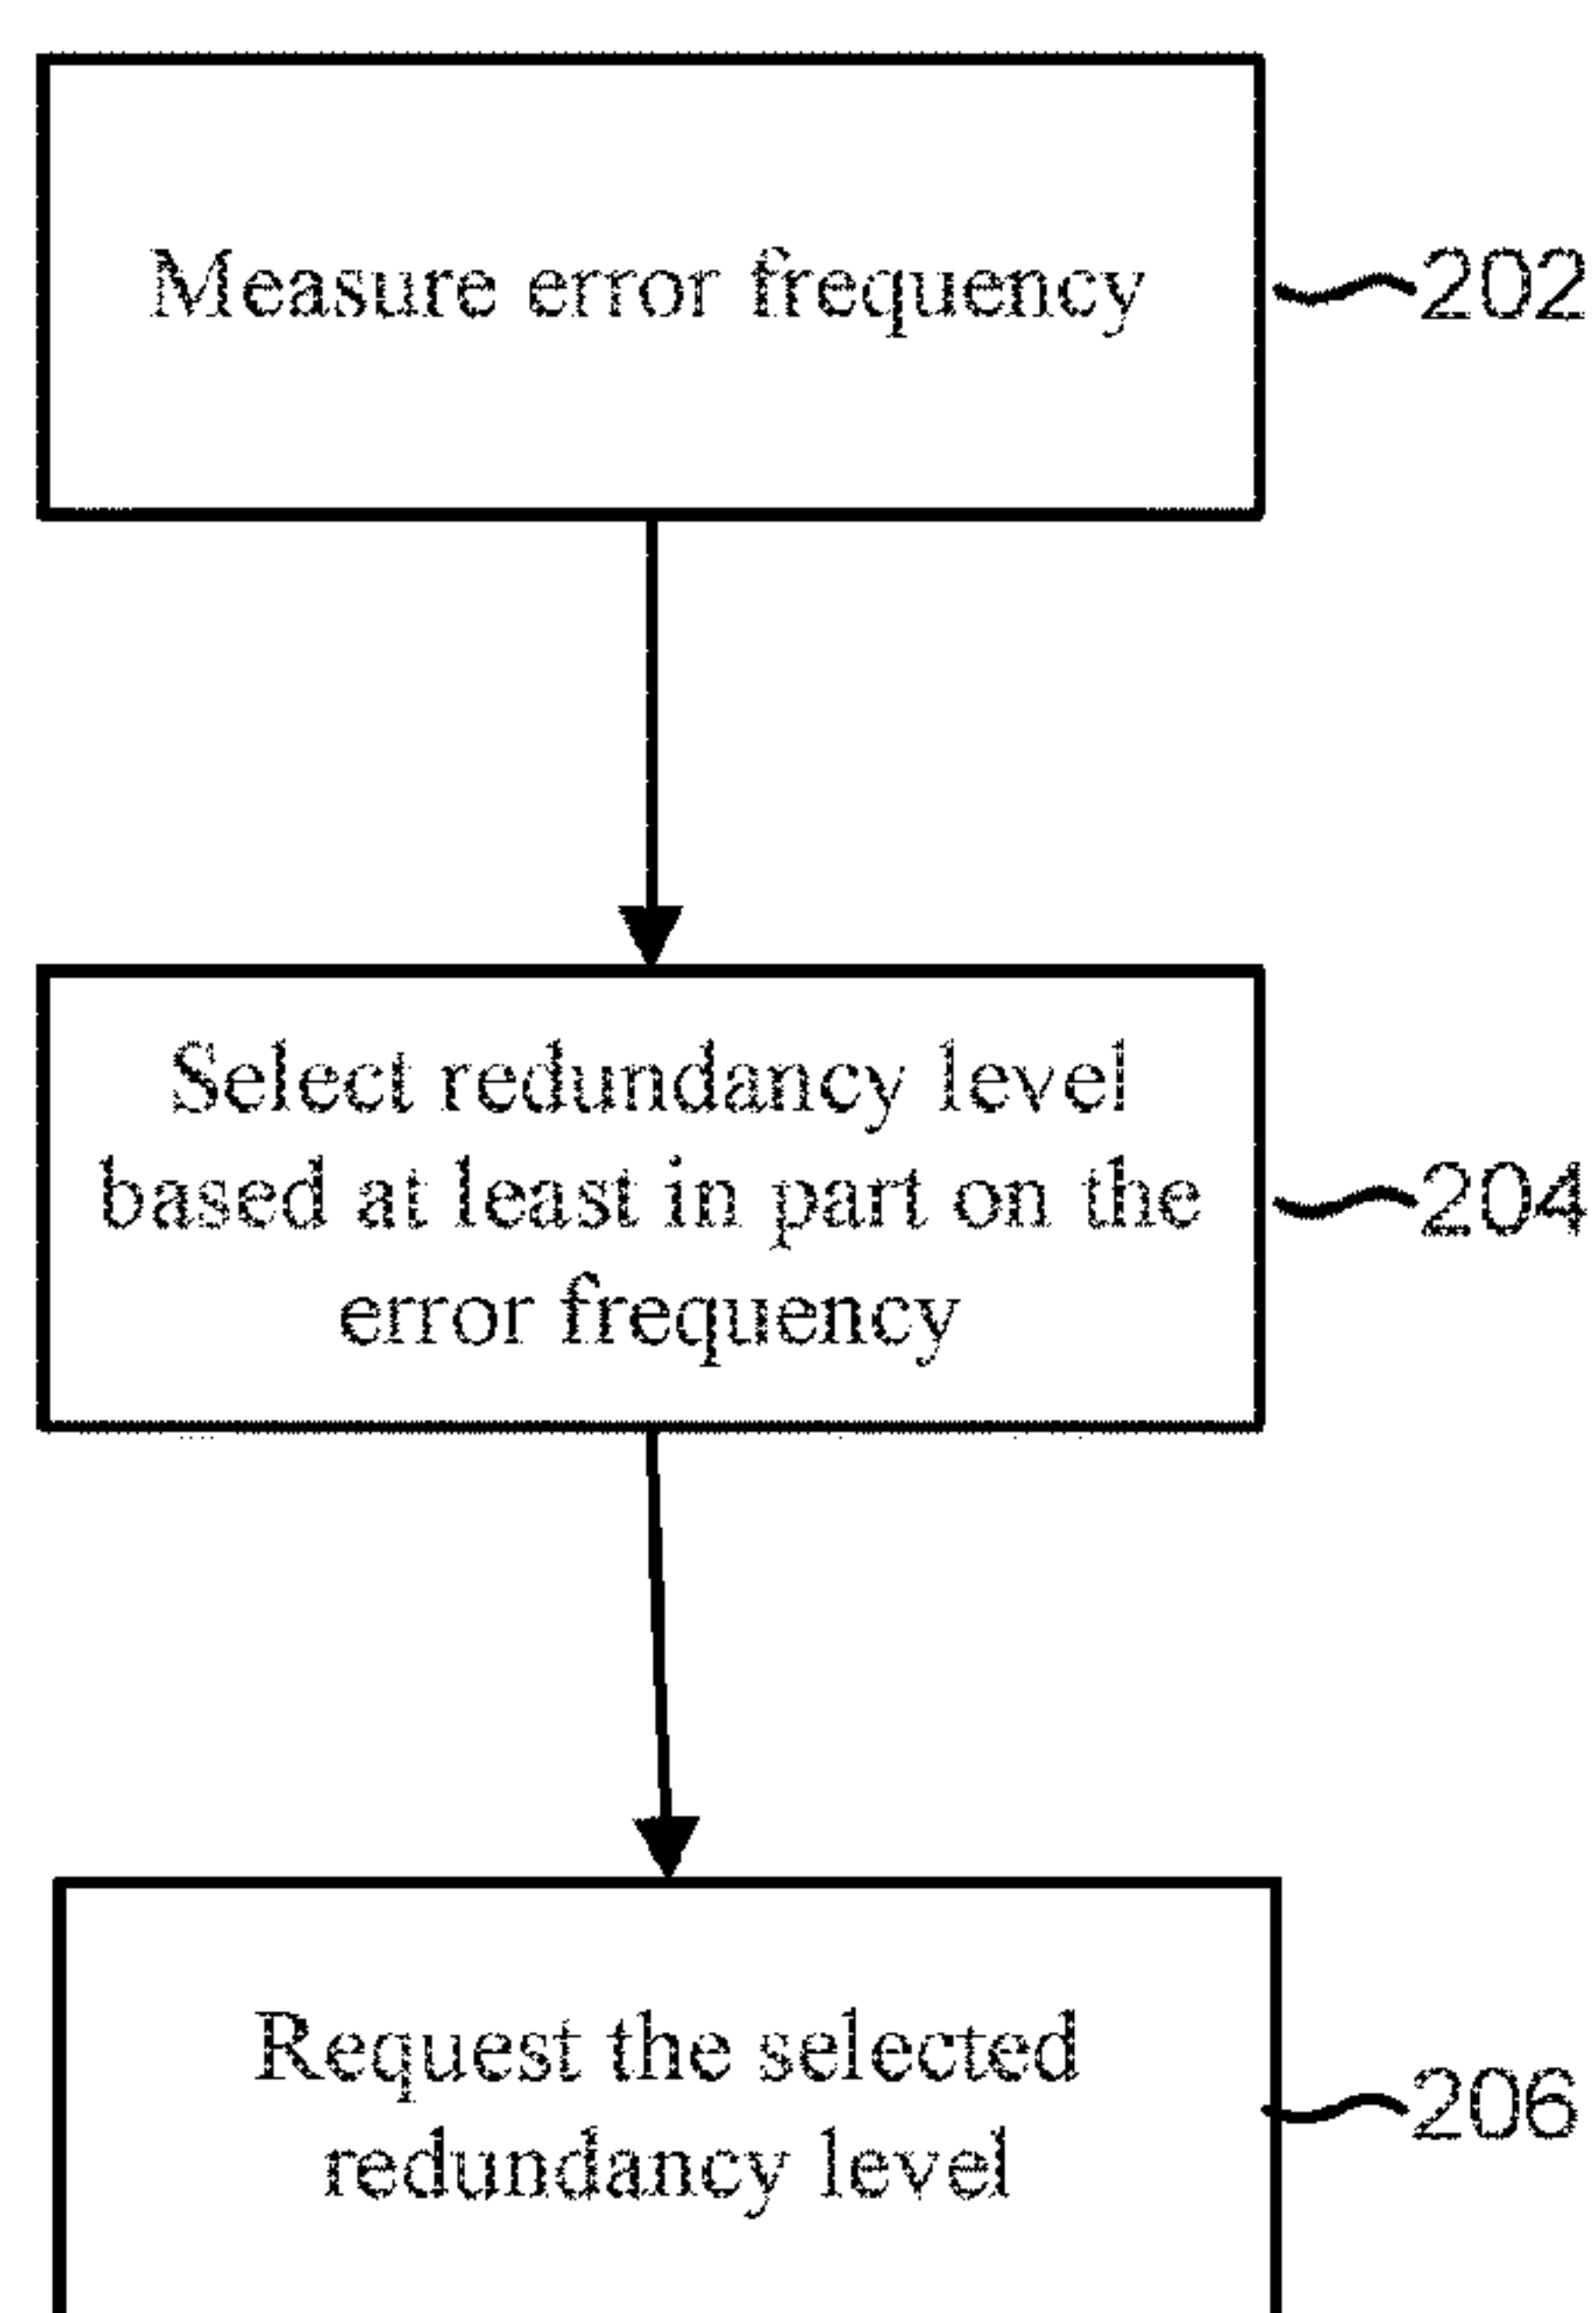 Measure error frequency
202
Select redundancy level
based at least in part on the
error frequency
204
Request the selected
redundancy level
206